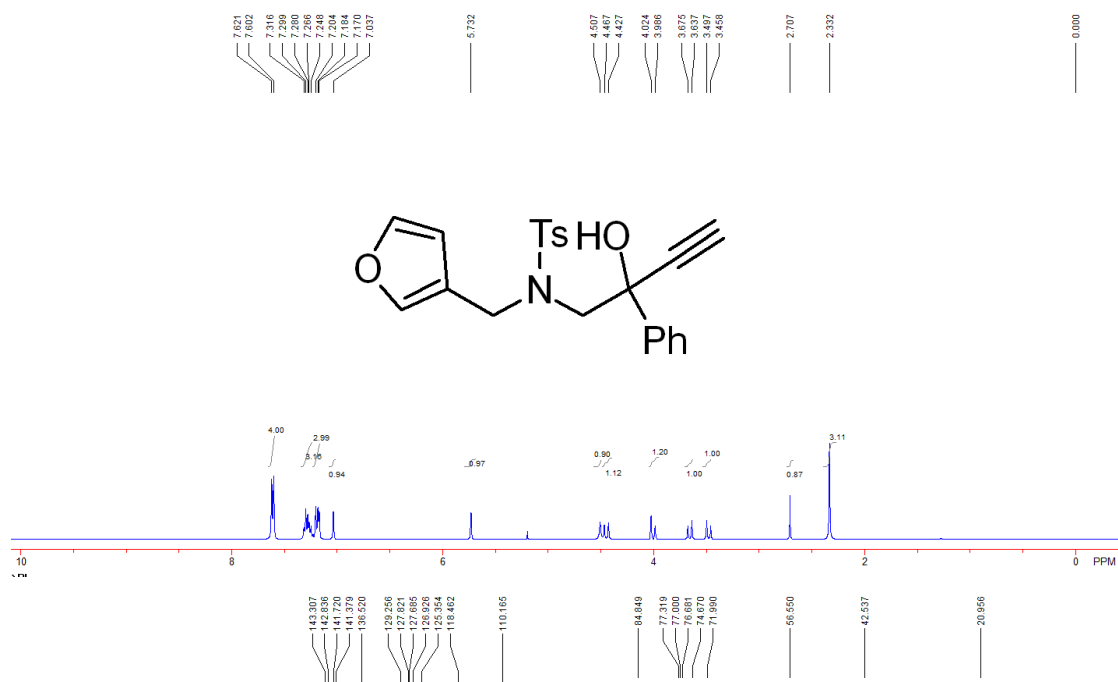 7.621 7.602 7.316 7.299 7.280 7.266 7.248 7.204 7.184 7.170 7.037 5.732 4.507 4.467 4.427 4.024 3.986 3.675 3.637 3.497 3.458 2.707 2.332 0.000
Ts HO
O
N
Ph
4.00 3.16 2.99 0.94 0.97 0.90 1.12 1.20 1.00 1.00 0.87 3.11
10 8 6 4 2 0 PPM
143.307 142.836 141.720 141.379 136.520 129.256 127.821 127.685 126.926 125.354 118.462 110.165 84.849 77.319 77.000 76.681 74.670 71.990 56.550 42.537 20.956